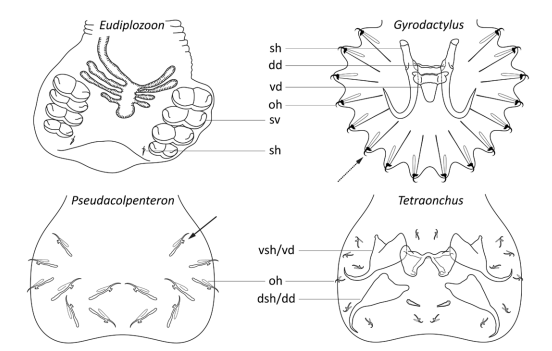 Eudiplozoon
Gyrodactylus
sh
dd
vd
oh
sv
sh
Pseudacolpenteron
Tetraonchus
vsh/vd
oh
dsh/dd